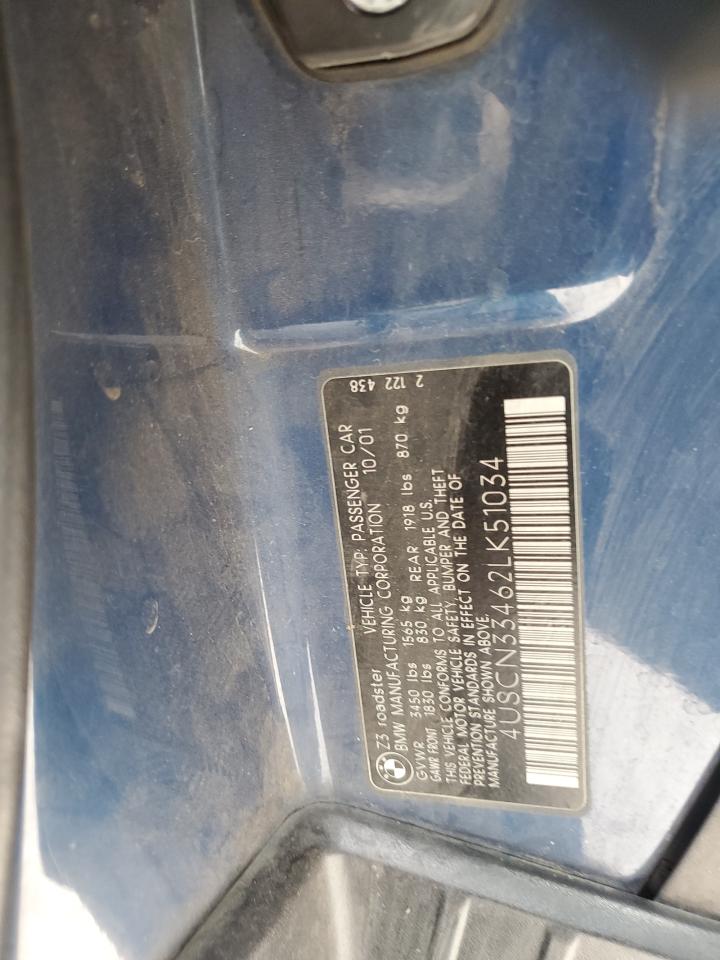 BMW
Z3 roadster VEHICLE TYP: PASSENGER CAR
BMW MANUFACTURING CORPORATION 10/01
GVWR 3450 lbs 1565 kg
GAWR FRONT 1830 lbs 830 kg REAR: 1918 lbs 870 kg
THIS VEHICLE CONFORMS TO ALL APPLICABLE U.S.
FEDERAL MOTOR VEHICLE SAFETY, BUMPER AND THEFT
PREVENTION STANDARDS IN EFFECT ON THE DATE OF
MANUFACTURE SHOWN ABOVE.
4USCN33462LK51034
2 122 438